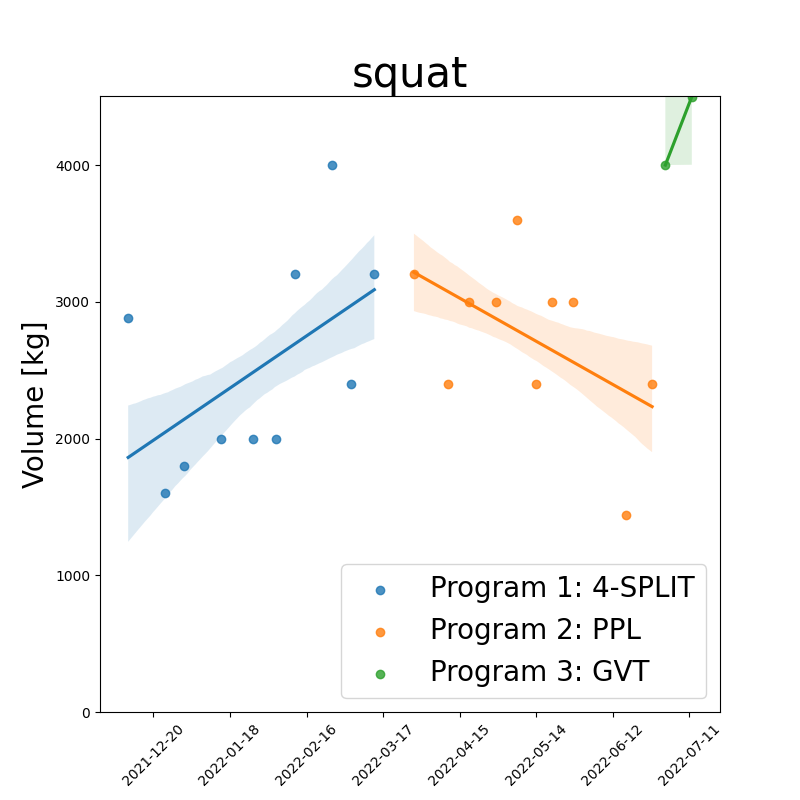 squat
Volume [kg]
4000
3000
2000
1000
0
2021-12-20
2022-01-18
2022-02-16
2022-03-17
2022-04-15
2022-05-14
2022-06-12
2022-07-11
Program 1: 4-SPLIT
Program 2: PPL
Program 3: GVT